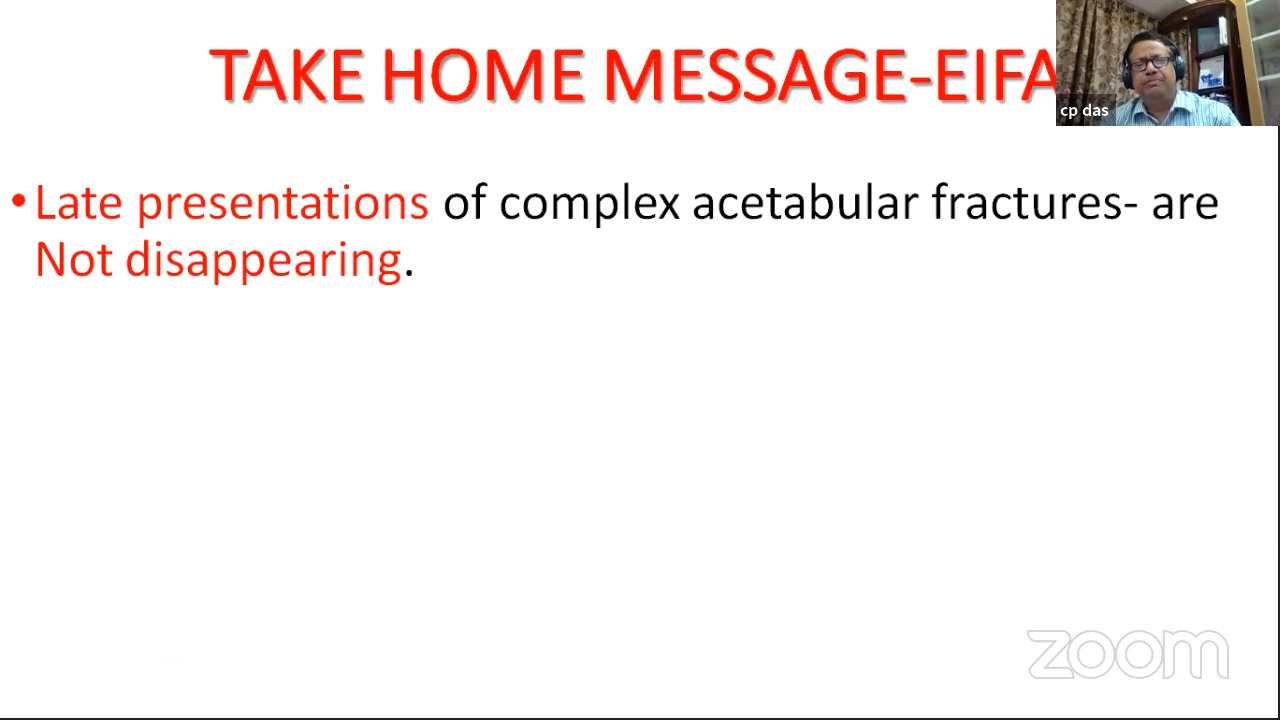 TAKE HOME MESSAGE-EIFA
cp das
• Late presentations of complex acetabular fractures- are
Not disappearing.
zoom